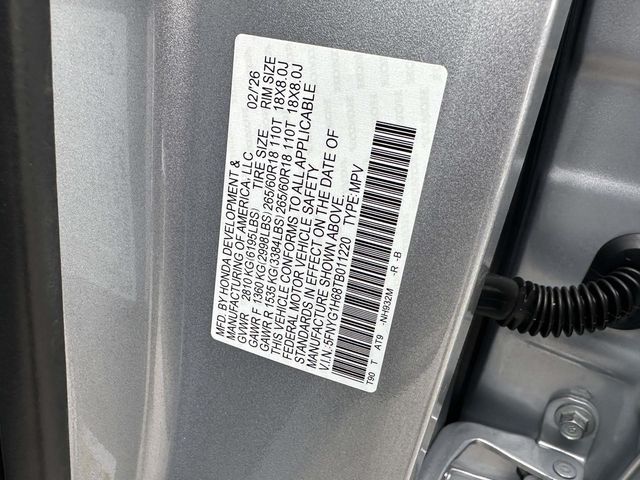 MFD. BY HONDA DEVELOPMENT & 02/'26
MANUFACTURING OF AMERICA, LLC
GVWR 2810 KG(6195LBS) TIRE SIZE RIM SIZE
GAWR F 1360 KG(2998LBS) 265/60R18 110T 18X8.0J
GAWR R 1535 KG(3384LBS) 265/60R18 110T 18X8.0J
THIS VEHICLE CONFORMS TO ALL APPLICABLE
FEDERAL MOTOR VEHICLE SAFETY
STANDARDS IN EFFECT ON THE DATE OF
MANUFACTURE SHOWN ABOVE.
V.I.N.:5FNYG1H68TB011220 TYPE:MPV
T90 T AT9 -NH932M -R -B